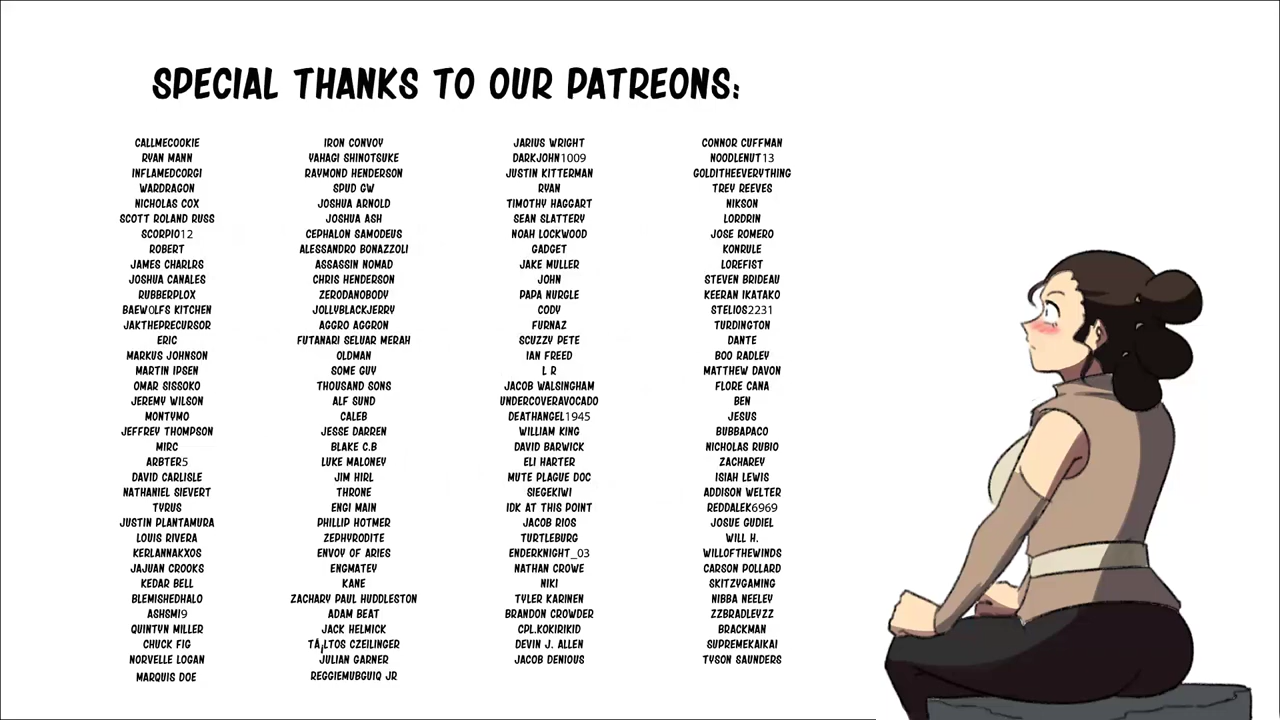 SPECIAL THANKS TO OUR PATREONS:
CALLMECOOKIE
RYAN MANN
INFLAMEDCORGI
WARDRAGON
NICHOLAS COX
SCOTT ROLAND RUSS
SCORPIO12
ROBERT
JAMES CHARLRS
JOSHUA CANALES
RUBBERPLOX
BAEWOLFS KITCHEN
JAKTHEPRECURSOR
ERIC
MARKUS JOHNSON
MARTIN IPSEN
OMAR SISSOKO
JEREMY WILSON
MONTYMO
JEFFREY THOMPSON
MIRC
ARBTER5
DAVID CARLISLE
NATHANIEL SIEVERT
TYRUS
JUSTIN PLANTAMURA
LOUIS RIVERA
KERLANNAKXOS
JAJUAN CROOKS
KEDAR BELL
BLEMISHEDHALO
ASHSMI9
QUINTYN MILLER
CHUCK FIG
NORVELLE LOGAN
MARQUIS DOE
IRON CONVOY
YAHAGI SHINOTSUKE
RAYMOND HENDERSON
SPUD GW
JOSHUA ARNOLD
JOSHUA ASH
CEPHALON SAMODEUS
ALESSANDRO BONAZZOLI
ASSASSIN NOMAD
CHRIS HENDERSON
ZERODANOBODY
JOLLYBLACKJERRY
AGGRO AGGRON
FUTANARI SELUAR MERAH
OLDMAN
SOME GUY
THOUSAND SONS
ALF SUND
CALEB
JESSE DARREN
BLAKE C.B
LUKE MALONEY
JIM HIRL
THRONE
ENGI MAIN
PHILLIP HOTMER
ZEPHYRODITE
ENVOY OF ARIES
ENGMATEY
KANE
ZACHARY PAUL HUDDLESTON
ADAM BEAT
JACK HELMICK
TÃ¡LTOS CZEILINGER
JULIAN GARNER
REGGIEMUBGUIQ JR
JARIUS WRIGHT
DARKJOHN1009
JUSTIN KITTERMAN
RYAN
TIMOTHY HAGGART
SEAN SLATTERY
NOAH LOCKWOOD
GADGET
JAKE MULLER
JOHN
PAPA NURGLE
CODY
FURNAZ
SCUZZY PETE
IAN FREED
L R
JACOB WALSINGHAM
UNDERCOVERAVOCADO
DEATHANGEL1945
WILLIAM KING
DAVID BARWICK
ELI HARTER
MUTE PLAGUE DOC
SIEGEKIWI
IDK AT THIS POINT
JACOB RIOS
TURTLEBURG
ENDERKNIGHT_03
NATHAN CROWE
NIKI
TYLER KARINEN
BRANDON CROWDER
CPL.KOKIRIKID
DEVIN J. ALLEN
JACOB DENIOUS
CONNOR CUFFMAN
NOODLENUT13
GOLDITHEEVERYTHING
TREY REEVES
NIKSON
LORDRIN
JOSE ROMERO
KONRULE
LOREFIST
STEVEN BRIDEAU
KEERAN IKATAKO
STELIOS2231
TURDINGTON
DANTE
BOO RADLEY
MATTHEW DAVON
FLORE CANA
BEN
JESUS
BUBBAPACO
NICHOLAS RUBIO
ZACHAREY
ISIAH LEWIS
ADDISON WELTER
REDDALEK6969
JOSUE GUDIEL
WILL H.
WILLOFTHEWINDS
CARSON POLLARD
SKITZYGAMING
NIBBA NEELEY
ZZBRADLEYZZ
BRACKMAN
SUPREMEKAIKAI
TYSON SAUNDERS